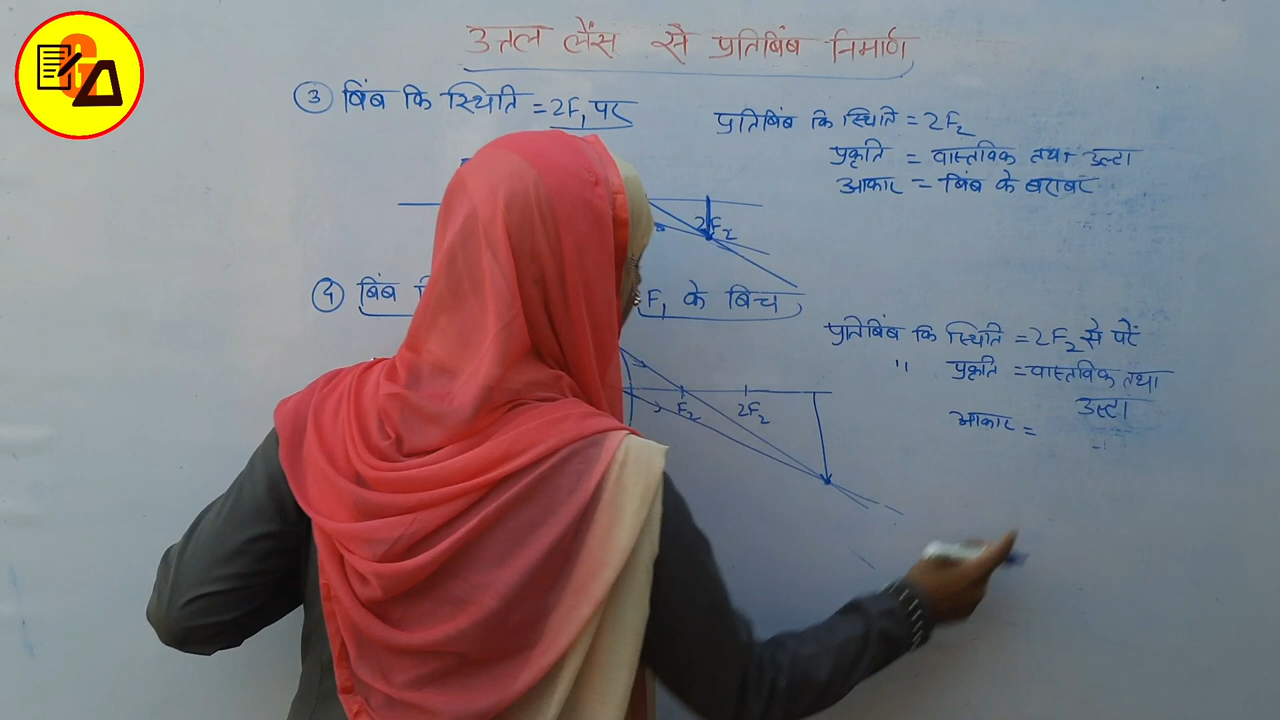 उत्तल लेंस से प्रतिबिंब निर्माण
③ बिंब कि स्थिति = 2F₁ पर
प्रतिबिंब कि स्थिति = 2F₂
प्रकृति = वास्तविक तथा उल्टा
आकार = बिंब के बराबर
2F₂
④ बिंब
F₁ के बिच
प्रतिबिंब कि स्थिति = 2F₂ से परें
" प्रकृति = वास्तविक तथा
उल्टा
आकार =
F₂
2F₂